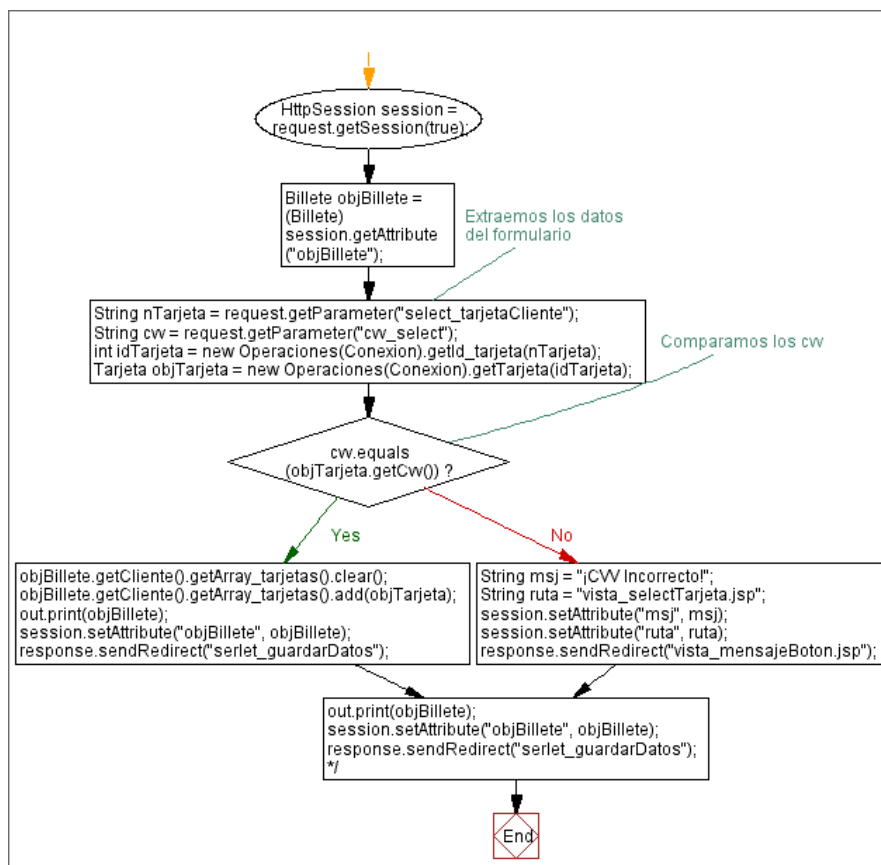 HttpSession session =
request.getSession(true);
Billete objBillete =
(Billete)
session.getAttribute
("objBillete");
Extraemos los datos
del formulario
String nTarjeta = request.getParameter("select_tarjetaCliente");
String cvv = request.getParameter("cvv_select");
int idTarjeta = new Operaciones(Conexion).getId_tarjeta(nTarjeta);
Tarjeta objTarjeta = new Operaciones(Conexion).getTarjeta(idTarjeta);
Comparamos los cvv
cvv.equals
(objTarjeta.getCvv()) ?
Yes
No
objBillete.getCliente().getArray_tarjetas().clear();
objBillete.getCliente().getArray_tarjetas().add(objTarjeta);
out.print(objBillete);
session.setAttribute("objBillete", objBillete);
response.sendRedirect("serlet_guardarDatos");
String msj = "¡CVV Incorrecto!";
String ruta = "vista_selectTarjeta.jsp";
session.setAttribute("msj", msj);
session.setAttribute("ruta", ruta);
response.sendRedirect("vista_mensajeBoton.jsp");
out.print(objBillete);
session.setAttribute("objBillete", objBillete);
response.sendRedirect("serlet_guardarDatos");
*/
End